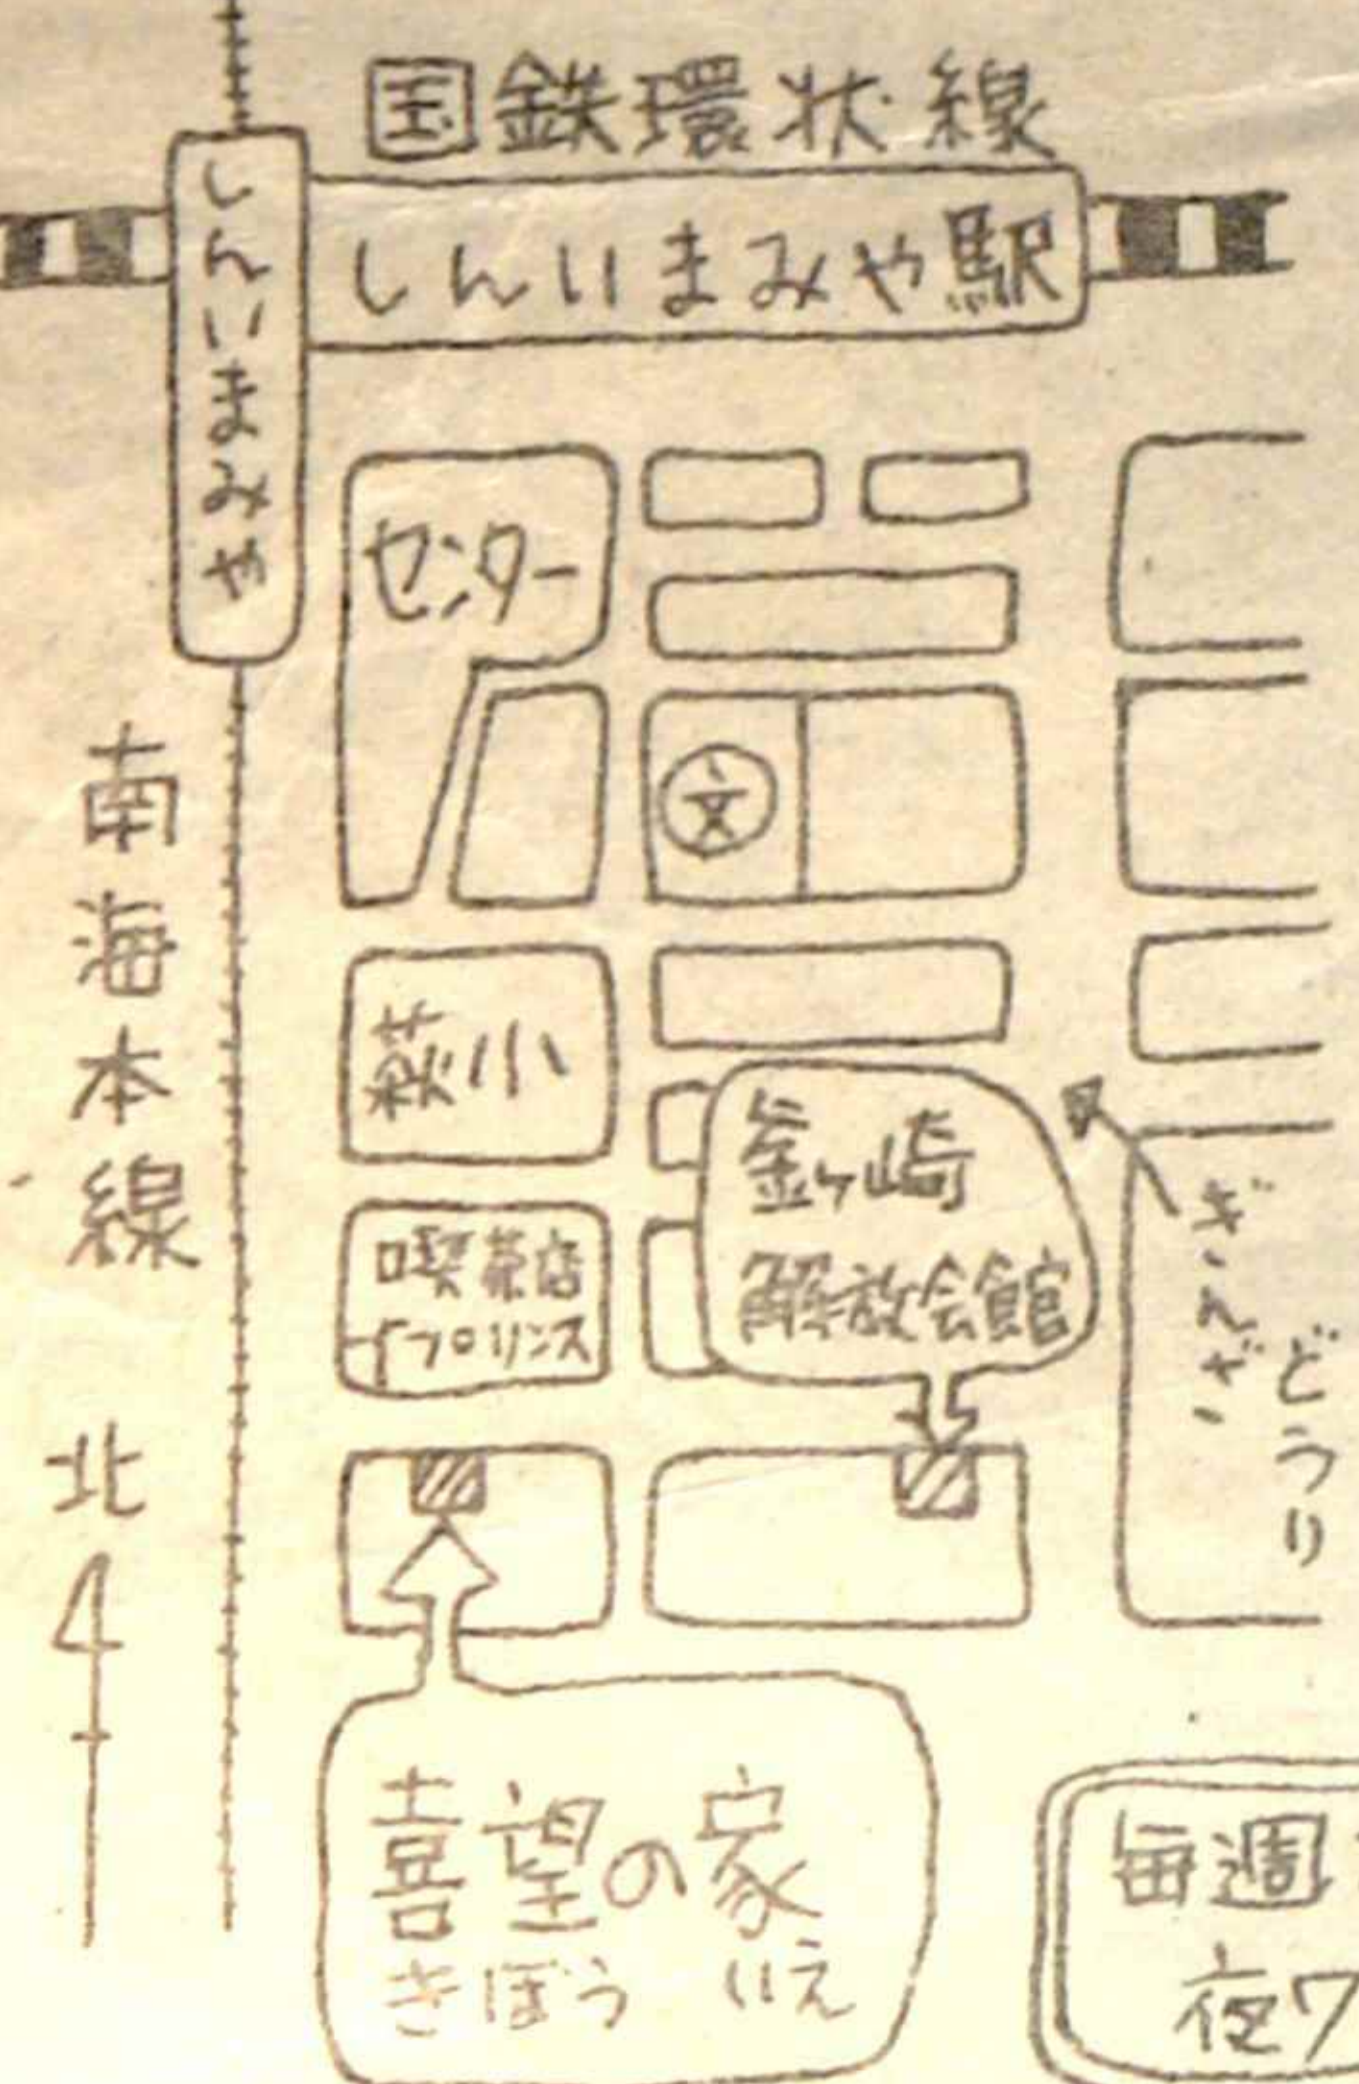 国鉄環状線
しんいまみや駅
しんいまみや
センター
文
南海本線
萩小
釜ヶ崎
解放会館
喫茶店
プリンス
ぎんざ
どうり
北
喜望の家
きぼう いえ
毎週
夜7